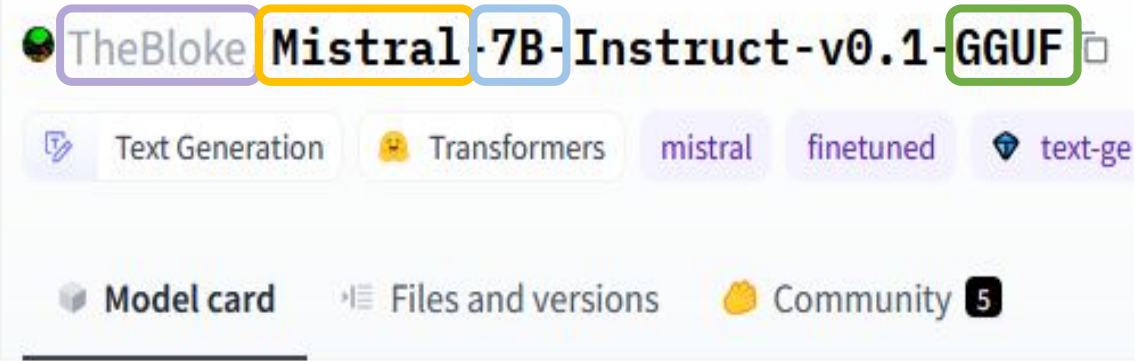 TheBloke/Mistral-7B-Instruct-v0.1-GGUF
Text Generation Transformers mistral finetuned text-ge
Model card Files and versions Community 5